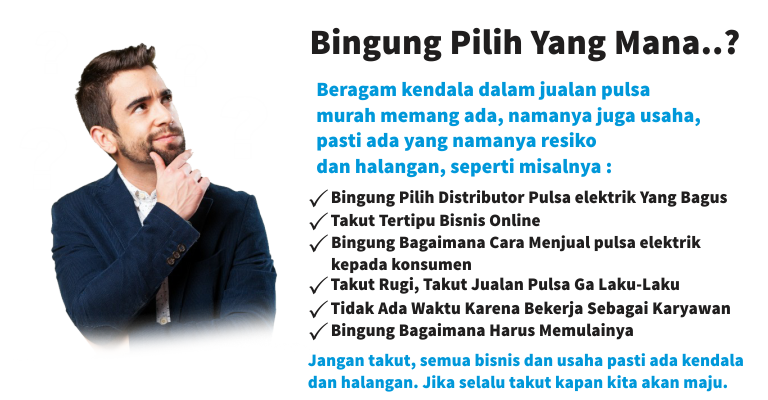 Bingung Pilih Yang Mana..?
Beragam kendala dalam jualan pulsa
murah memang ada, namanya juga usaha,
pasti ada yang namanya resiko
dan halangan, seperti misalnya :
✓ Bingung Pilih Distributor Pulsa elektrik Yang Bagus
✓ Takut Tertipu Bisnis Online
✓ Bingung Bagaimana Cara Menjual pulsa elektrik
kepada konsumen
✓ Takut Rugi, Takut Jualan Pulsa Ga Laku-Laku
✓ Tidak Ada Waktu Karena Bekerja Sebagai Karyawan
✓ Bingung Bagaimana Harus Memulainya
Jangan takut, semua bisnis dan usaha pasti ada kendala
dan halangan. Jika selalu takut kapan kita akan maju.